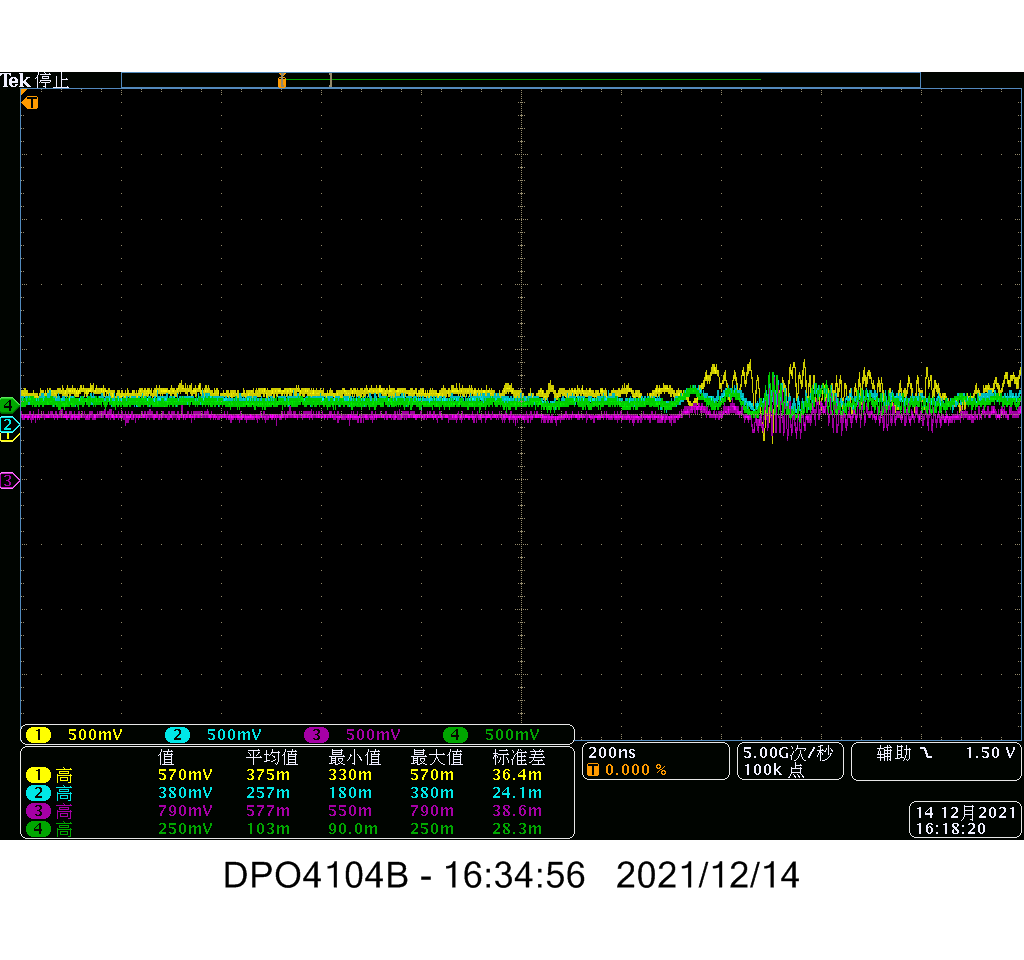 Tek 停止
T
T
4
2
1
3
1 500mV 2 500mV 3 500mV 4 500mV
值 平均值 最小值 最大值 标准差
1 高 570mV 375m 330m 570m 36.4m
2 高 380mV 257m 180m 380m 24.1m
3 高 790mV 577m 550m 790m 38.6m
4 高 250mV 103m 90.0m 250m 28.3m
200ns
T 0.000 %
5.00G次/秒
100k 点
辅助 1.50 V
14 12月2021
16:18:20
DPO4104B - 16:34:56 2021/12/14